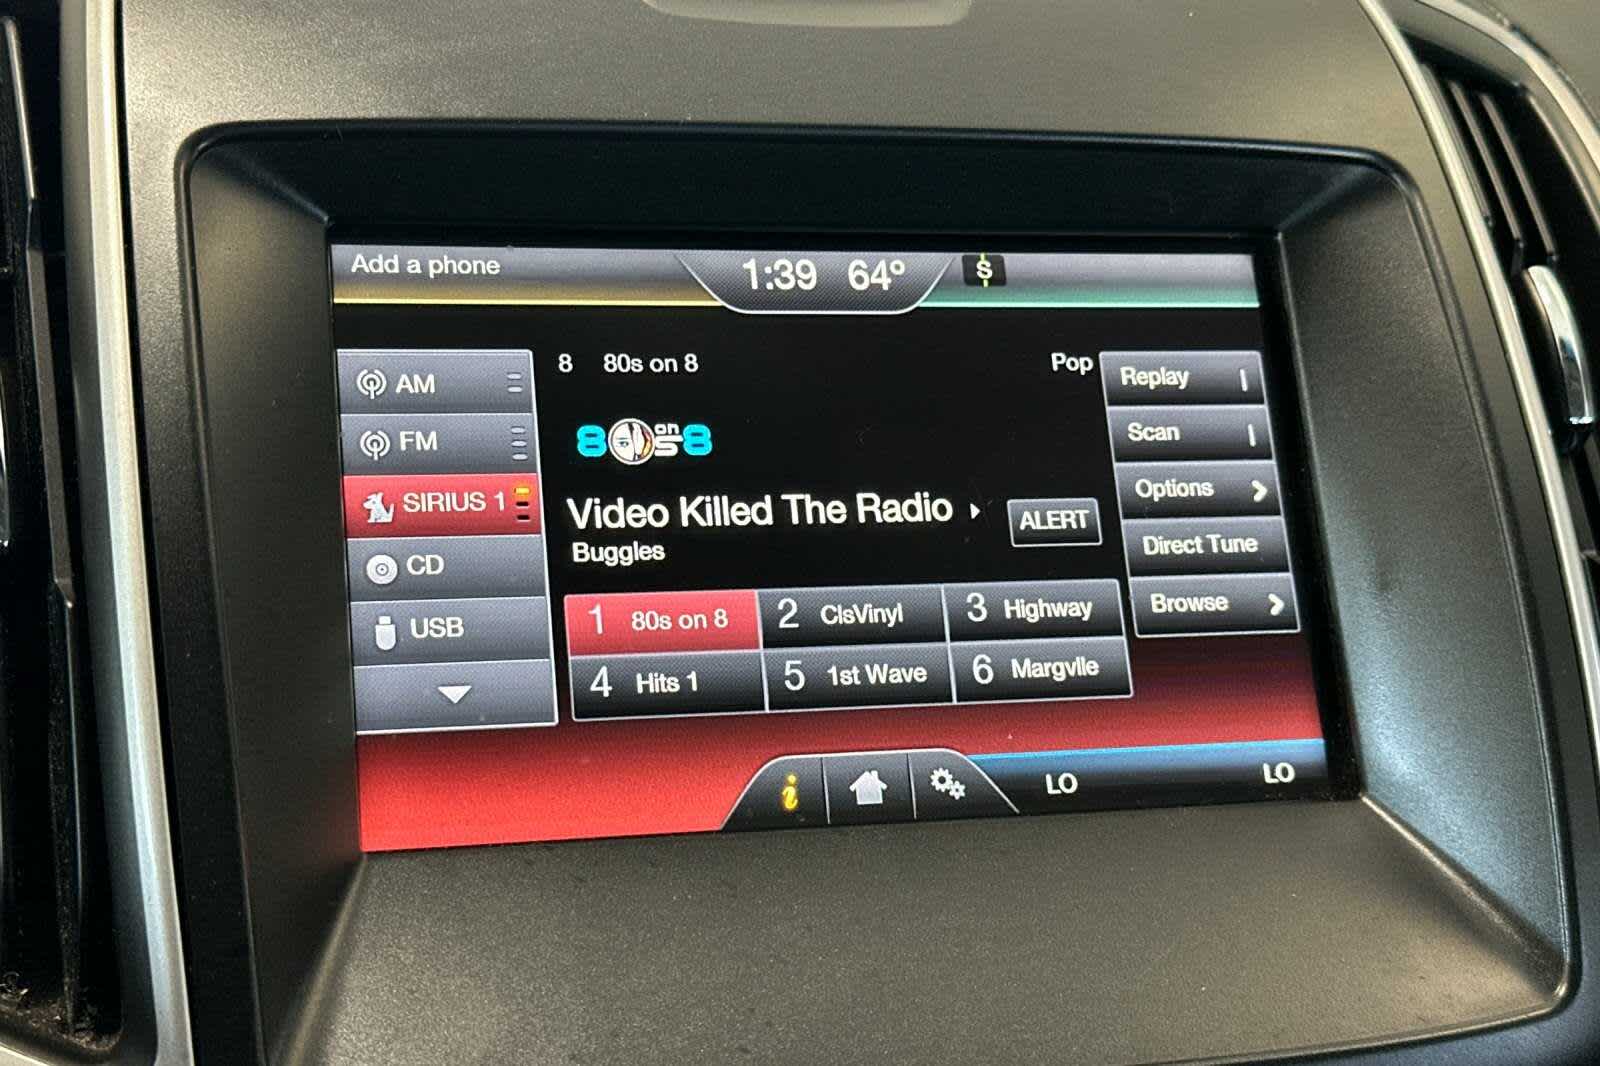 Add a phone
1:39 64°
S
AM
FM
SIRIUS 1
CD
USB
8 80s on 8
Pop
80s on 8
Video Killed The Radio
Buggles
ALERT
1 80s on 8
2 ClsVinyl
3 Highway
4 Hits 1
5 1st Wave
6 Margvlle
Replay
Scan
Options
Direct Tune
Browse
i
LO
LO